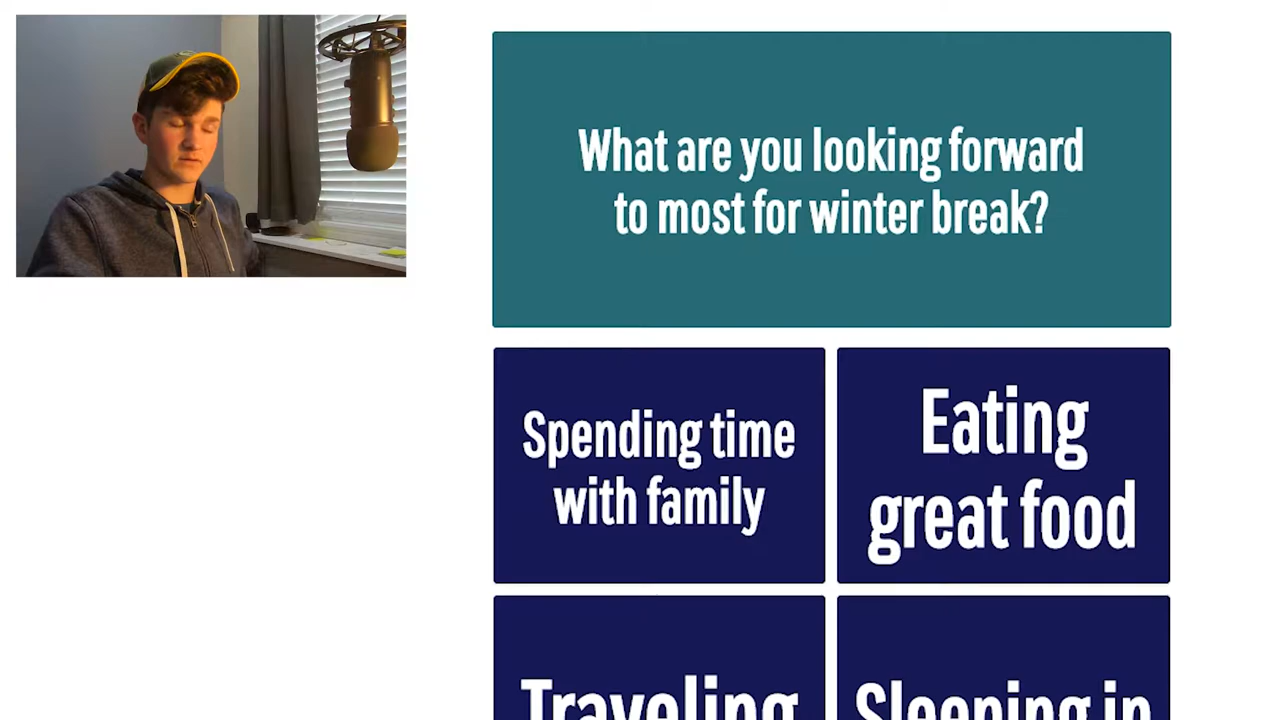 What are you looking forward
to most for winter break?
Spending time
with family
Eating
great food
Traveling
Sleeping in